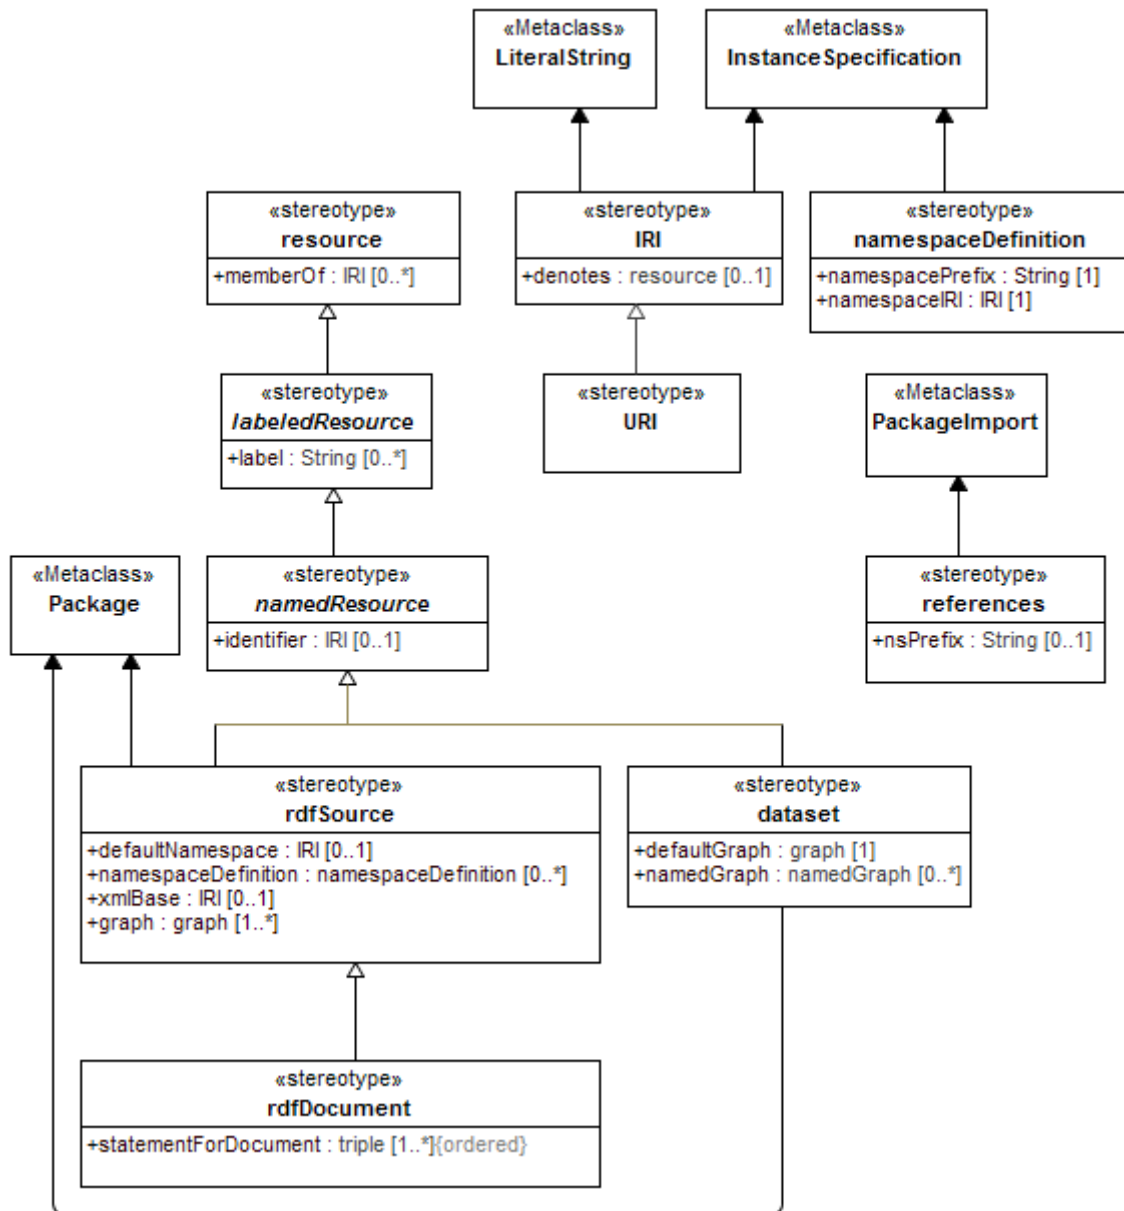 «Metaclass»
LiteralString
«Metaclass»
InstanceSpecification
«stereotype»
resource
+memberOf : IRI [0..*]
«stereotype»
IRI
+denotes : resource [0..1]
«stereotype»
namespaceDefinition
+namespacePrefix : String [1]
+namespaceIRI : IRI [1]
«stereotype»
labeledResource
+label : String [0..*]
«stereotype»
URI
«Metaclass»
PackageImport
«Metaclass»
Package
«stereotype»
namedResource
+identifier : IRI [0..1]
«stereotype»
references
+nsPrefix : String [0..1]
«stereotype»
rdfSource
+defaultNamespace : IRI [0..1]
+namespaceDefinition : namespaceDefinition [0..*]
+xmlBase : IRI [0..1]
+graph : graph [1..*]
«stereotype»
dataset
+defaultGraph : graph [1]
+namedGraph : namedGraph [0..*]
«stereotype»
rdfDocument
+statementForDocument : triple [1..*]{ordered}